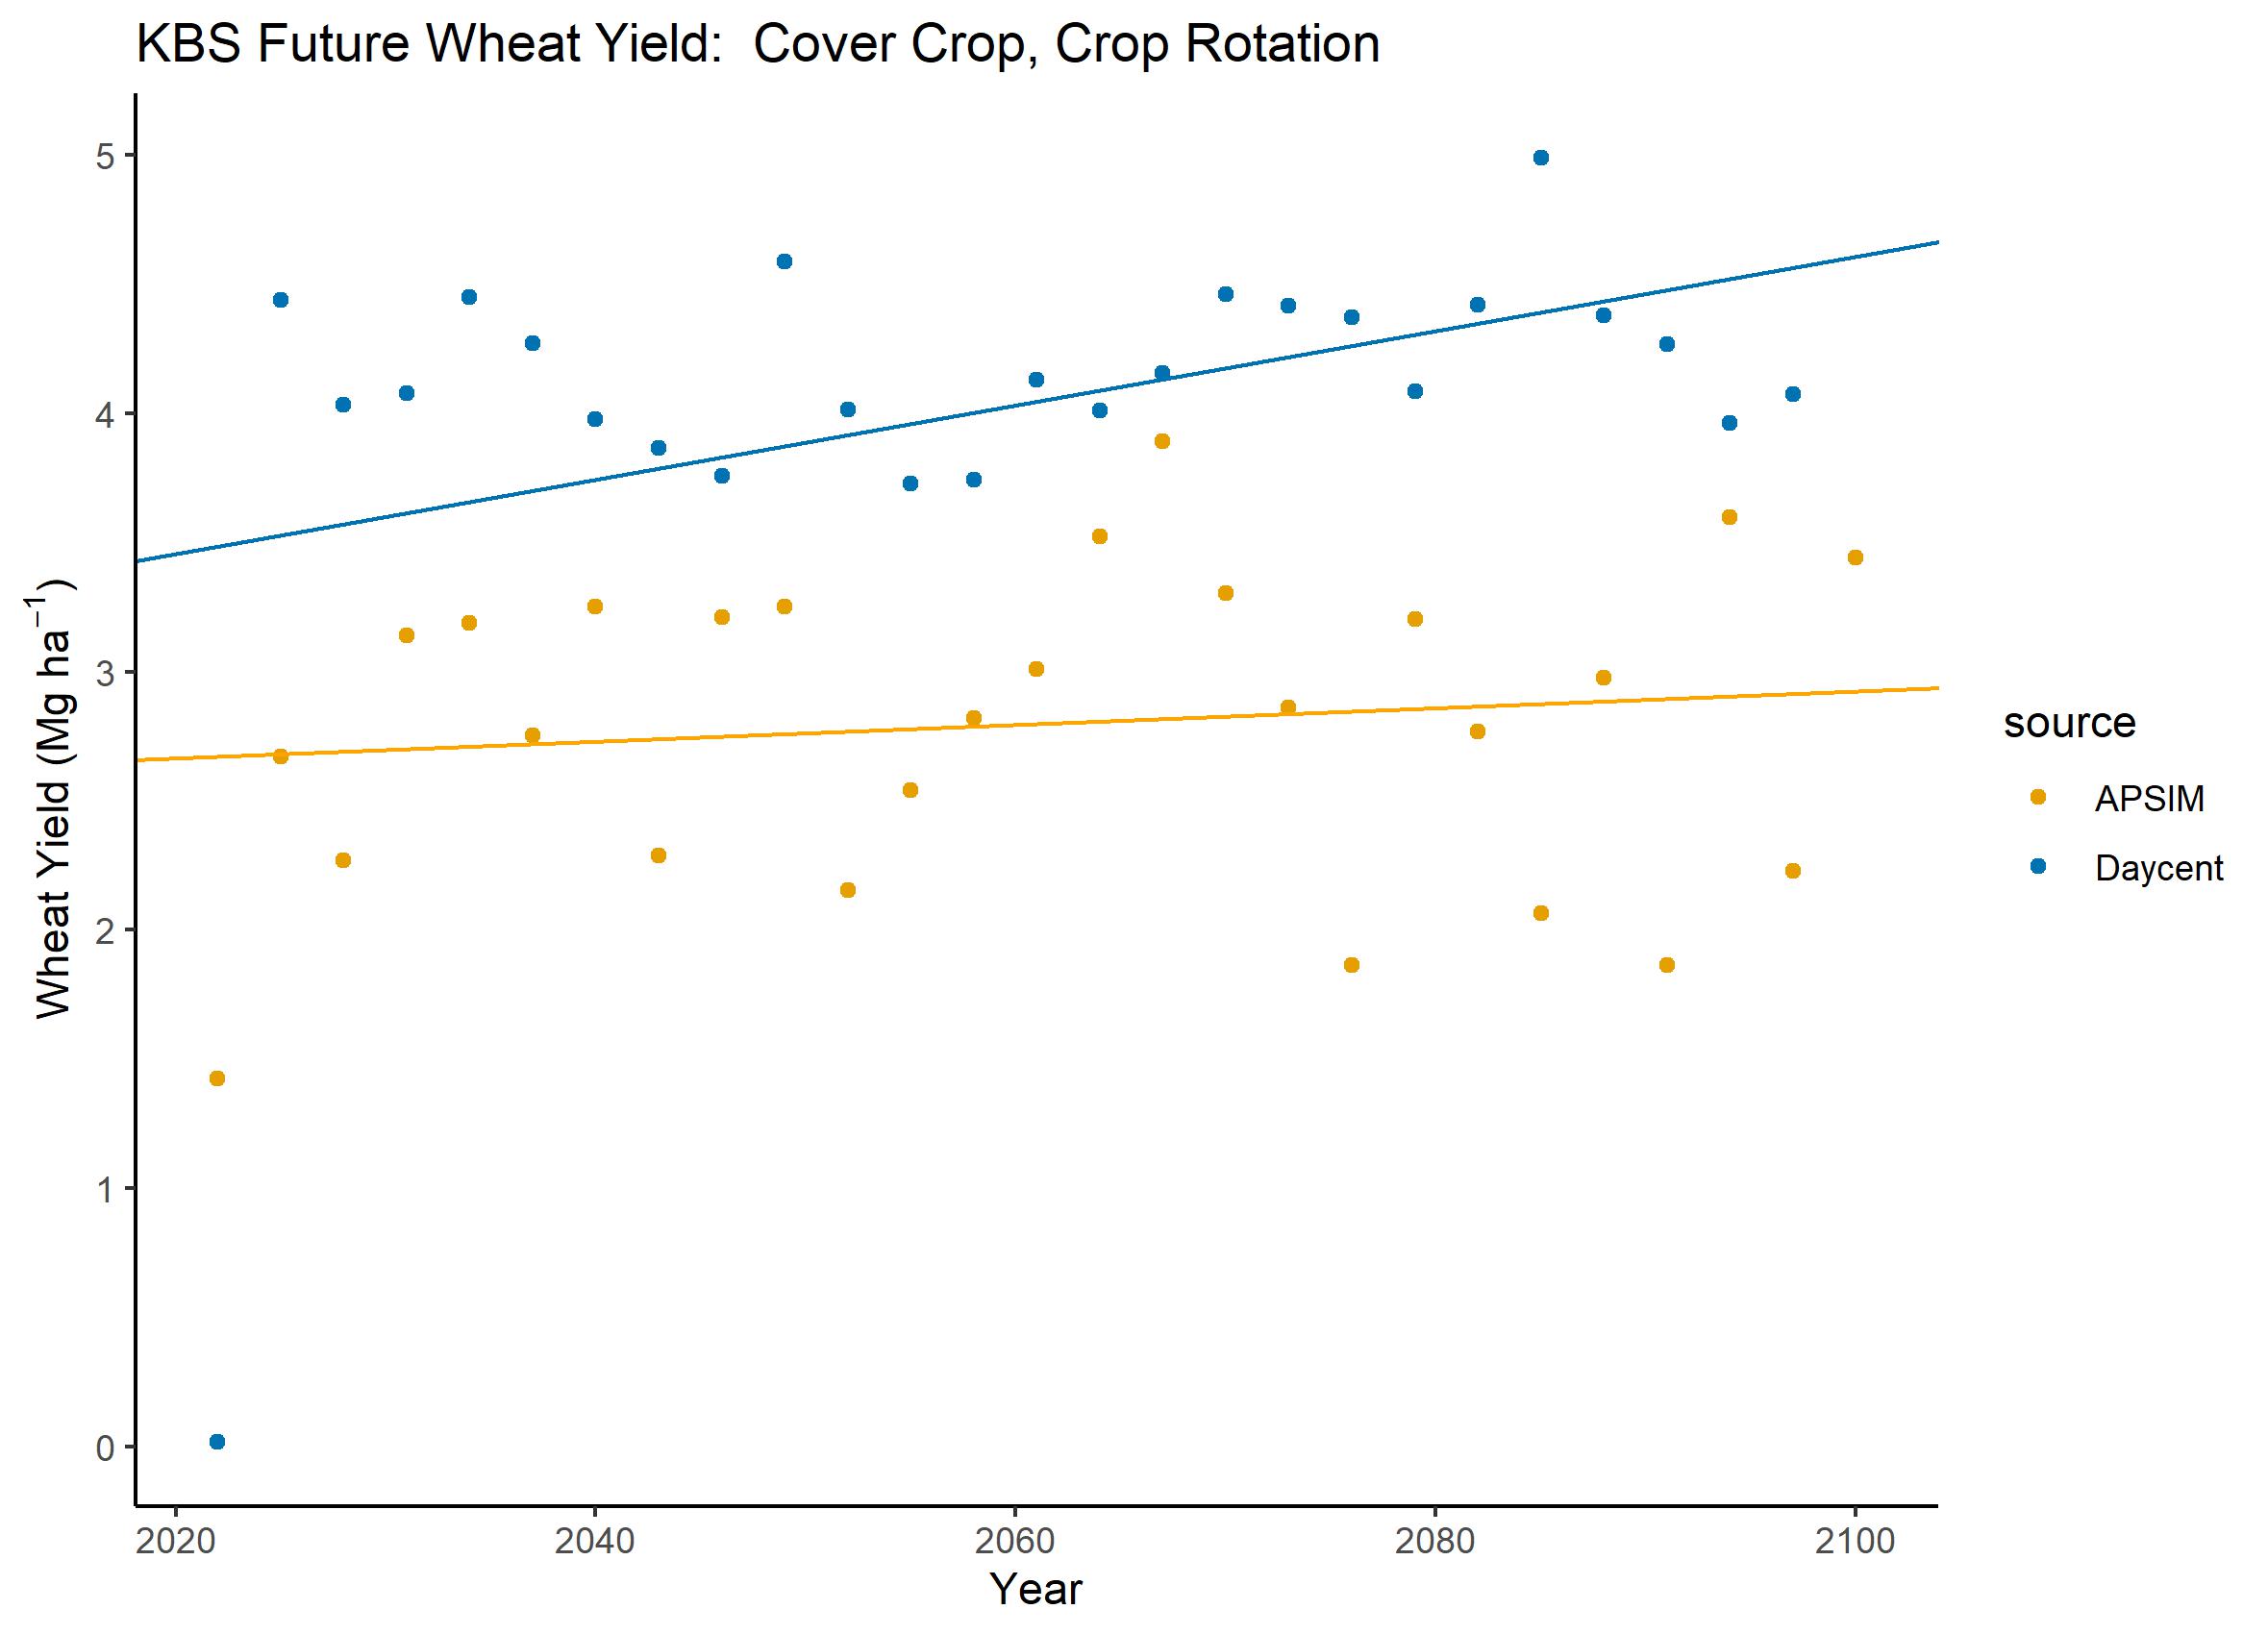 KBS Future Wheat Yield:  Cover Crop, Crop Rotation
Wheat Yield (Mg ha⁻¹)
5
4
3
2
1
0
2020 2040 2060 2080 2100
Year
source
APSIM
Daycent